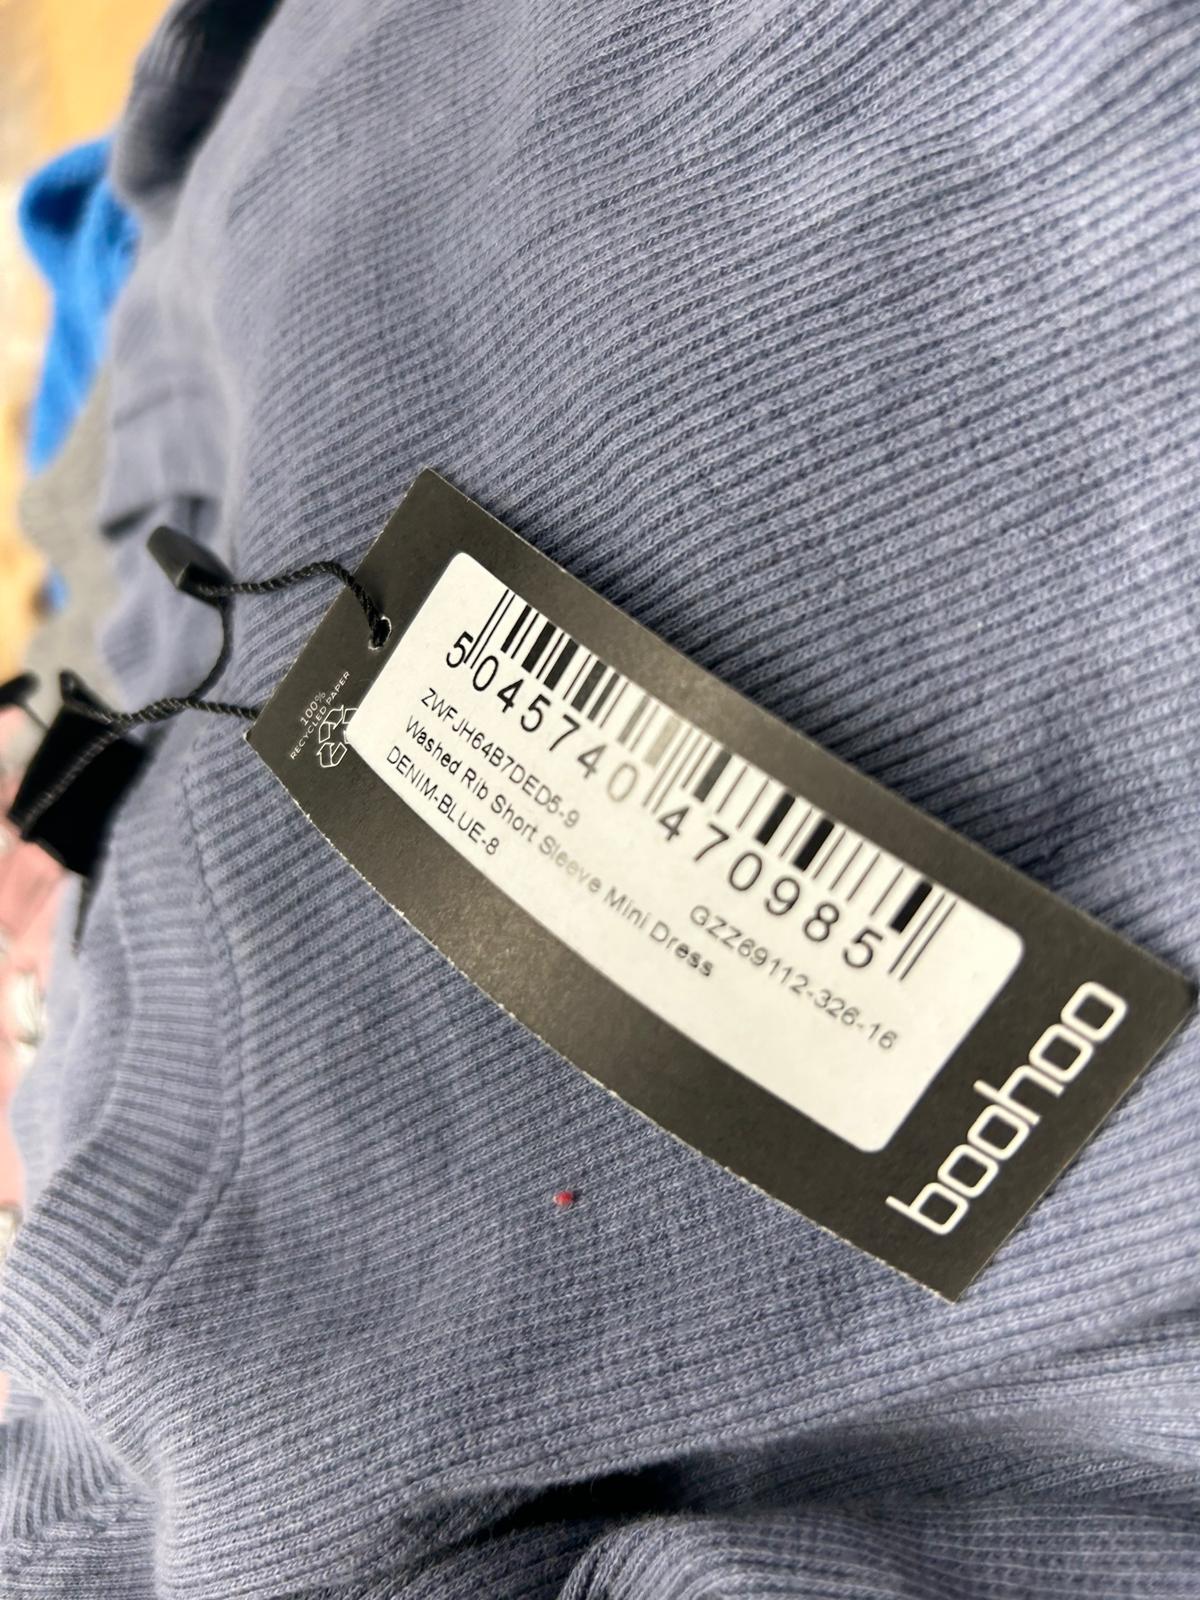 5 045740 470985
ZWFJH64B7DED5-9 GZZ69112-326-16
Washed Rib Short Sleeve Mini Dress
DENIM-BLUE-8
100%
RECYCLED PAPER
boohoo